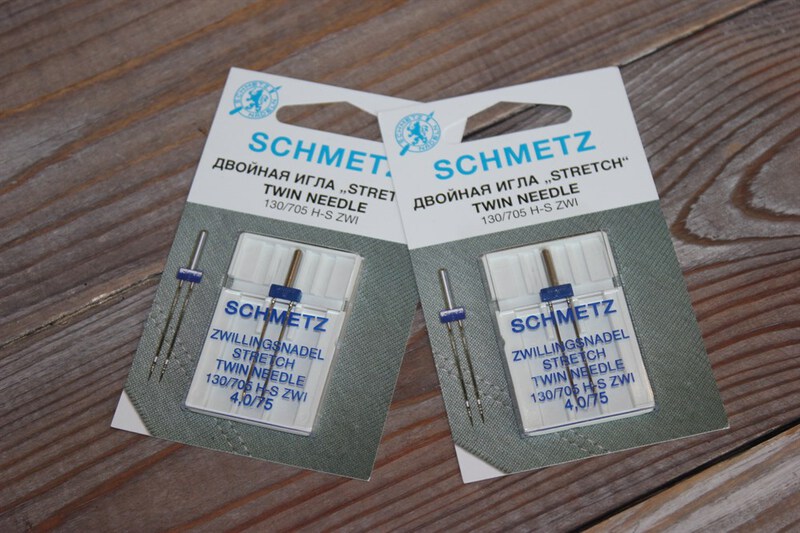 SCHMETZ
ДВОЙНАЯ ИГЛА „STRETCH
TWIN NEEDLE
130/705 H-S ZWI
SCHMETZ
ZWILLINGSNADEL
STRETCH
TWIN NEEDLE
130/705 H-S ZWI
4,0/75
SCHMETZ
ДВОЙНАЯ ИГЛА „STRETCH“
TWIN NEEDLE
130/705 H-S ZWI
SCHMETZ
ZWILLINGSNADEL
STRETCH
TWIN NEEDLE
130/705 H-S ZWI
4,0/75